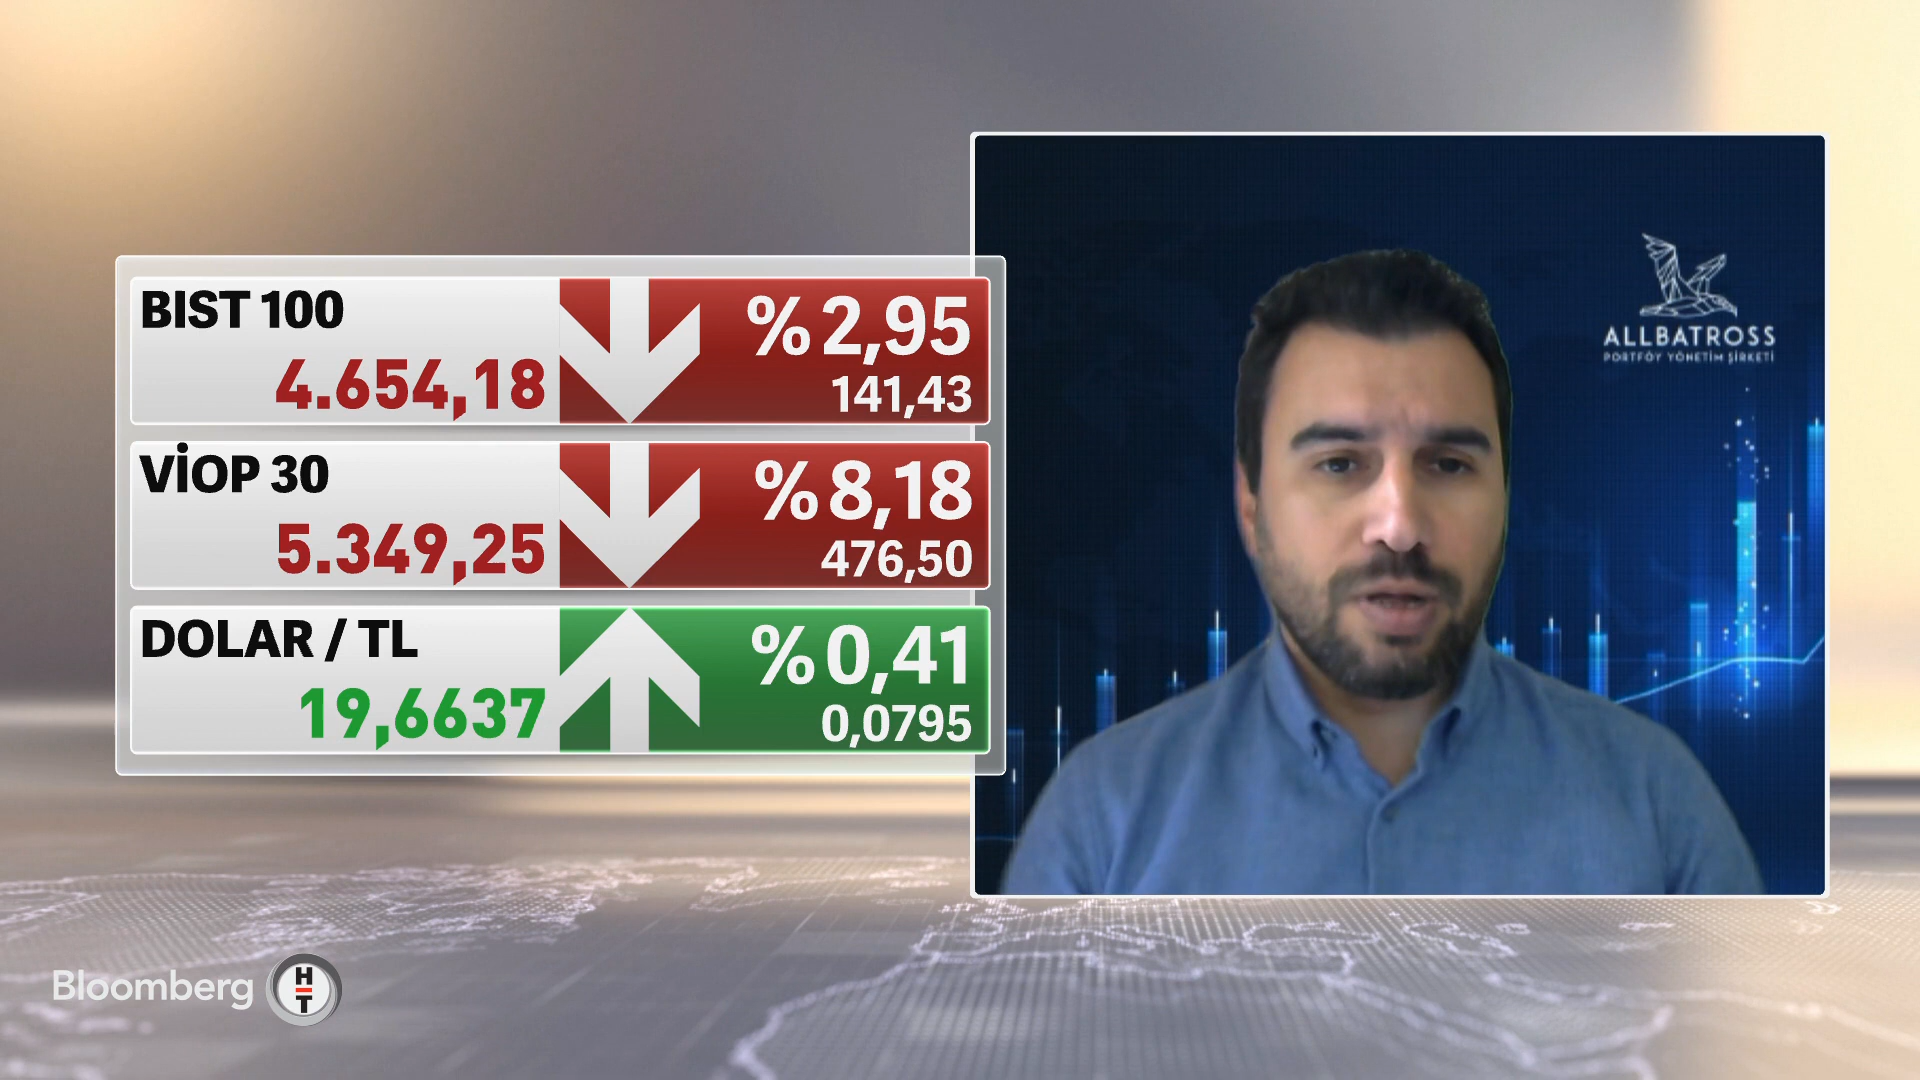 BIST 100
4.654,18
%2,95
141,43
VİOP 30
5.349,25
%8,18
476,50
DOLAR / TL
19,6637
%0,41
0,0795
ALLBATROSS
PORTFÖY YÖNETİM ŞİRKETİ
Bloomberg
H
T